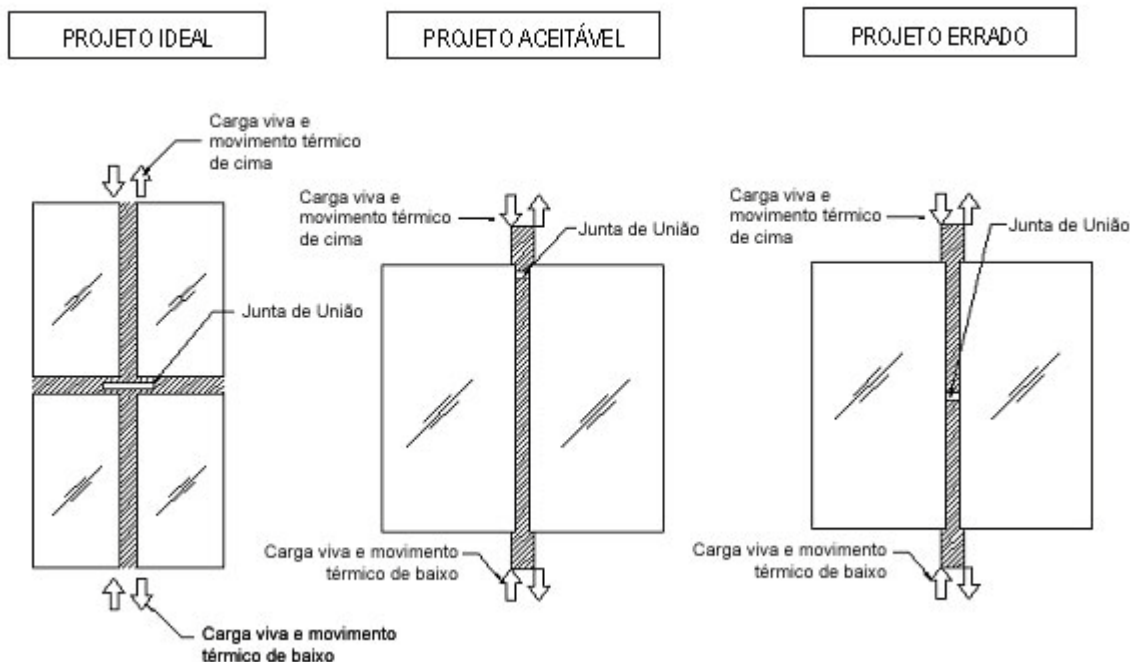 PROJETO IDEAL
PROJETO ACEITÁVEL
PROJETO ERRADO
Carga viva e
movimento térmico
de cima
Junta de União
Carga viva e movimento
térmico de baixo
Carga viva e
movimento térmico
de cima
Junta de União
Carga viva e movimento
térmico de baixo
Carga viva e
movimento térmico
de cima
Junta de União
Carga viva e movimento
térmico de baixo